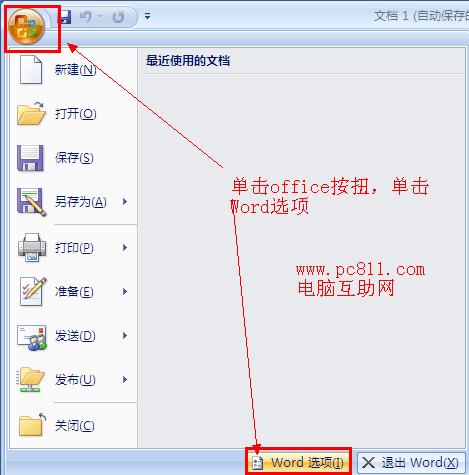 文档 1 (自动保存的
最近使用的文档
新建(N)
打开(O)
保存(S)
另存为(A)
打印(P)
准备(E)
发送(D)
发布(U)
关闭(C)
单击office按扭，单击
Word选项
www.pc811.com
电脑互助网
Word 选项(I)
退出 Word(X)